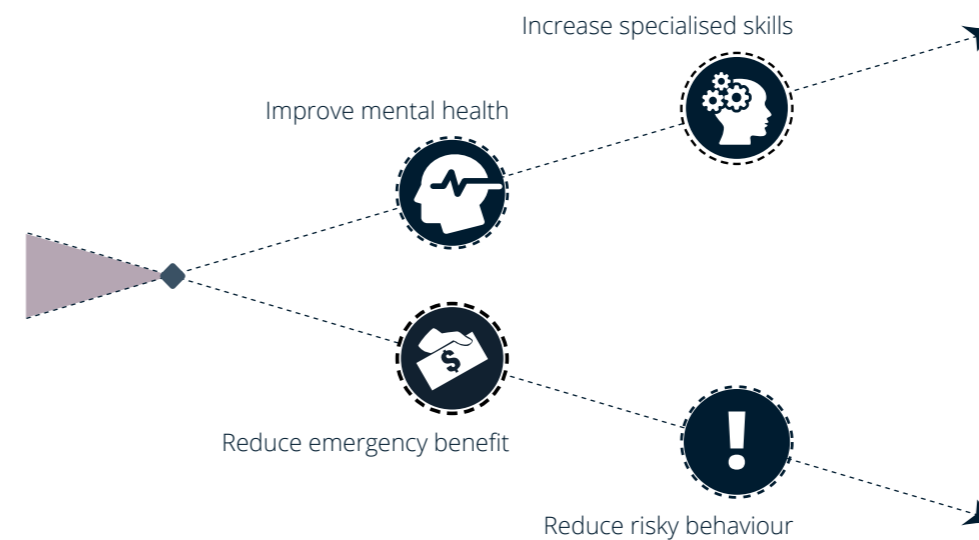 Increase specialised skills
Improve mental health
$
Reduce emergency benefit
!
Reduce risky behaviour